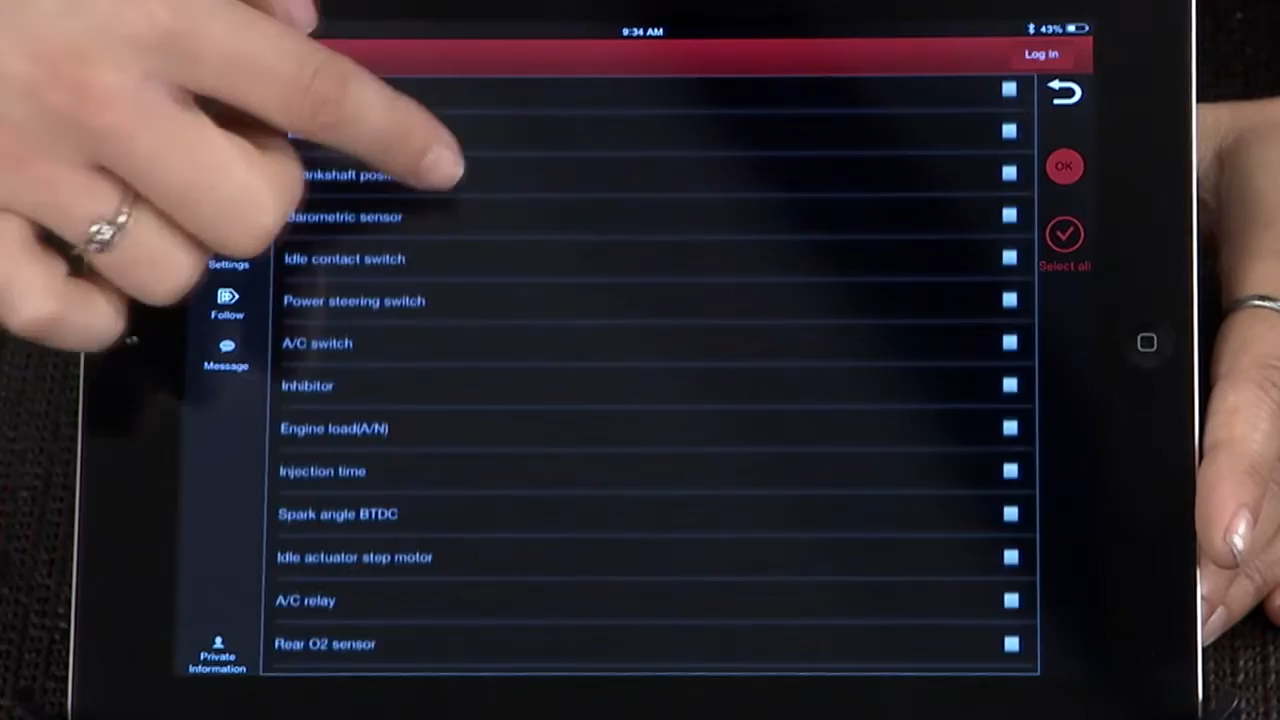 9:34 AM
43%
Log In
OK
Barometric sensor
Settings
Idle contact switch
Select all
Power steering switch
Follow
A/C switch
Message
Inhibitor
Engine load(A/N)
Injection time
Spark angle BTDC
Idle actuator step motor
A/C relay
Rear O2 sensor
Private
Information